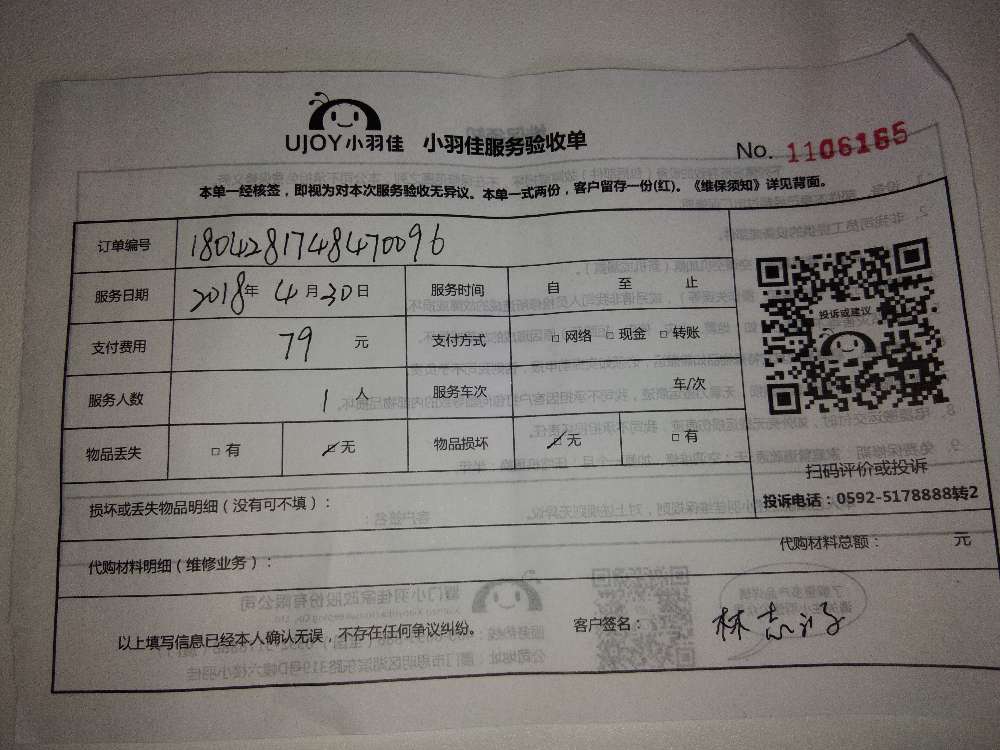 UJOY小羽佳 小羽佳服务验收单 No. 1106165
本单一经核签，即视为对本次服务验收无异议。本单一式两份，客户留存一份(红)。《维保须知》详见背面。
订单编号 1804281748470096
服务日期 2018年 4月30日 服务时间 自 至 止
支付费用 79 元 支付方式 □ 网络 □ 现金 □ 转账
服务人数 1 人 服务车次 车/次
物品丢失 □ 有 ☑ 无 物品损坏 ☑ 无 □ 有
投诉或建议
扫码评价或投诉
投诉电话：0592-5178888转2
损坏或丢失物品明细（没有可不填）：
代购材料明细（维修业务）： 代购材料总额： 元
以上填写信息已经本人确认无误，不存在任何争议纠纷。 客户签名： 林志